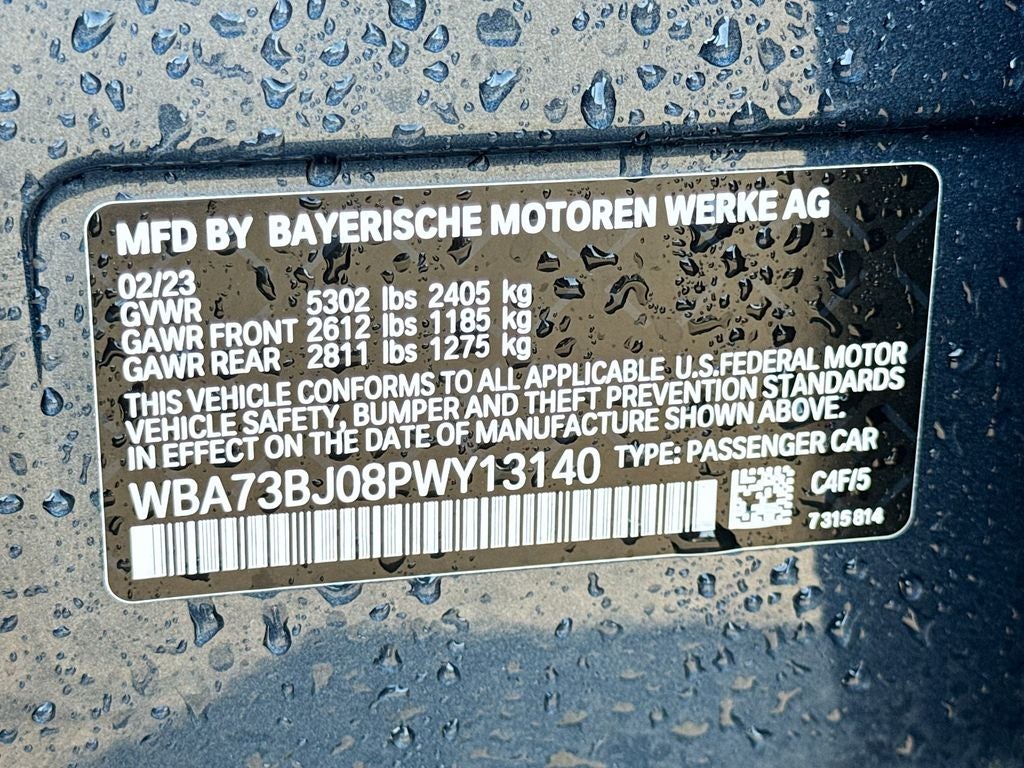 MFD BY BAYERISCHE MOTOREN WERKE AG
02/23
GVWR 5302 lbs 2405 kg
GAWR FRONT 2612 lbs 1185 kg
GAWR REAR 2811 lbs 1275 kg
THIS VEHICLE CONFORMS TO ALL APPLICABLE U.S.FEDERAL MOTOR
VEHICLE SAFETY, BUMPER AND THEFT PREVENTION STANDARDS
IN EFFECT ON THE DATE OF MANUFACTURE SHOWN ABOVE.
WBA73BJ08PWY13140 TYPE: PASSENGER CAR
C4F/5
7315814